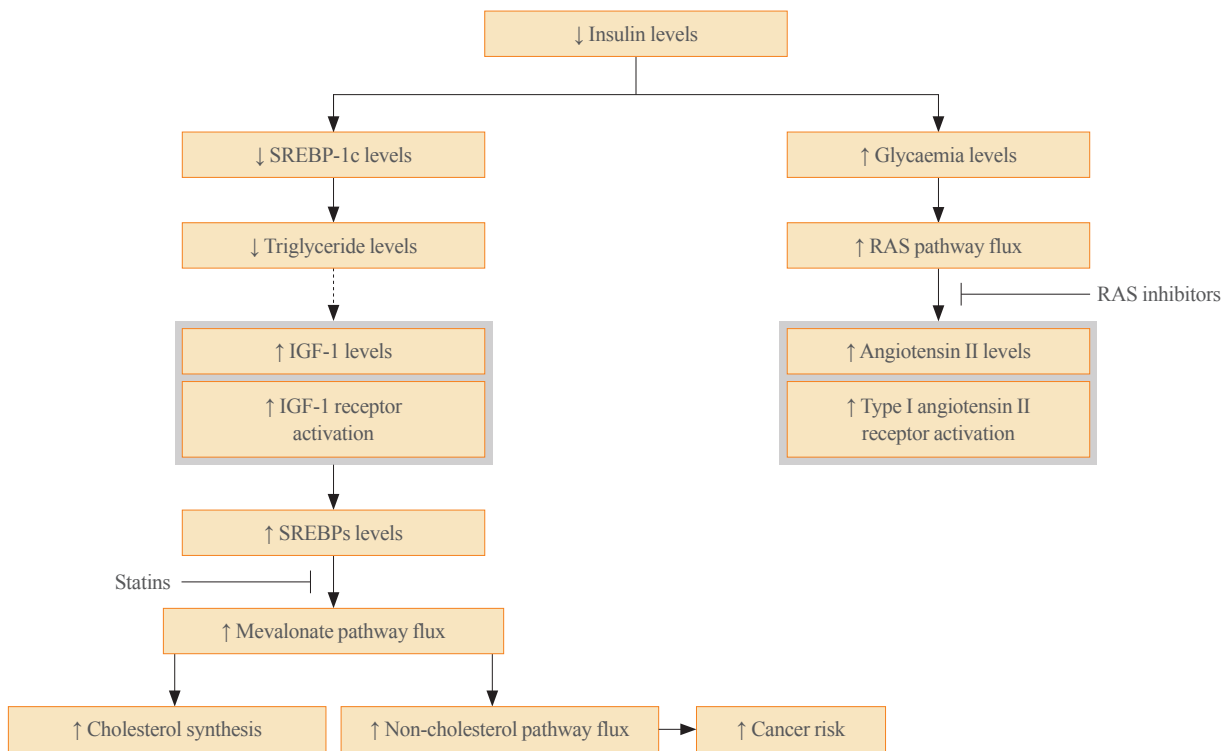 ↓ Insulin levels
↓ SREBP-1c levels
↑ Glycaemia levels
↓ Triglyceride levels
↑ RAS pathway flux
RAS inhibitors
↑ IGF-1 levels
↑ Angiotensin II levels
↑ IGF-1 receptor
activation
↑ Type I angiotensin II
receptor activation
↑ SREBPs levels
Statins
↑ Mevalonate pathway flux
↑ Cholesterol synthesis
↑ Non-cholesterol pathway flux
↑ Cancer risk